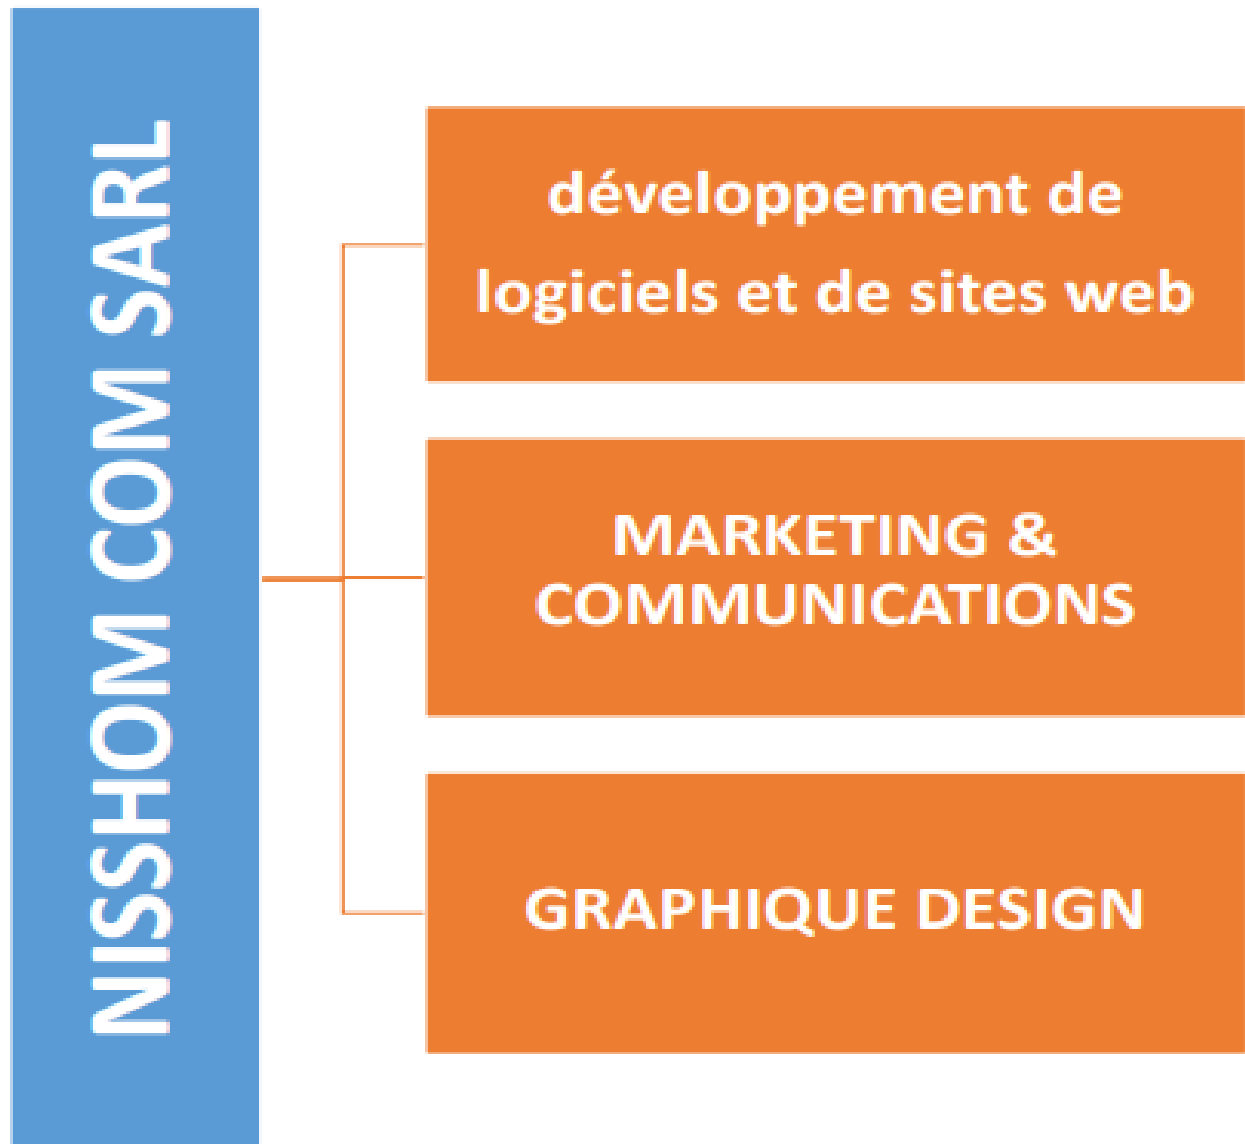 NISSHOM COM SARL
développement de
logiciels et de sites web
MARKETING &
COMMUNICATIONS
GRAPHIQUE DESIGN